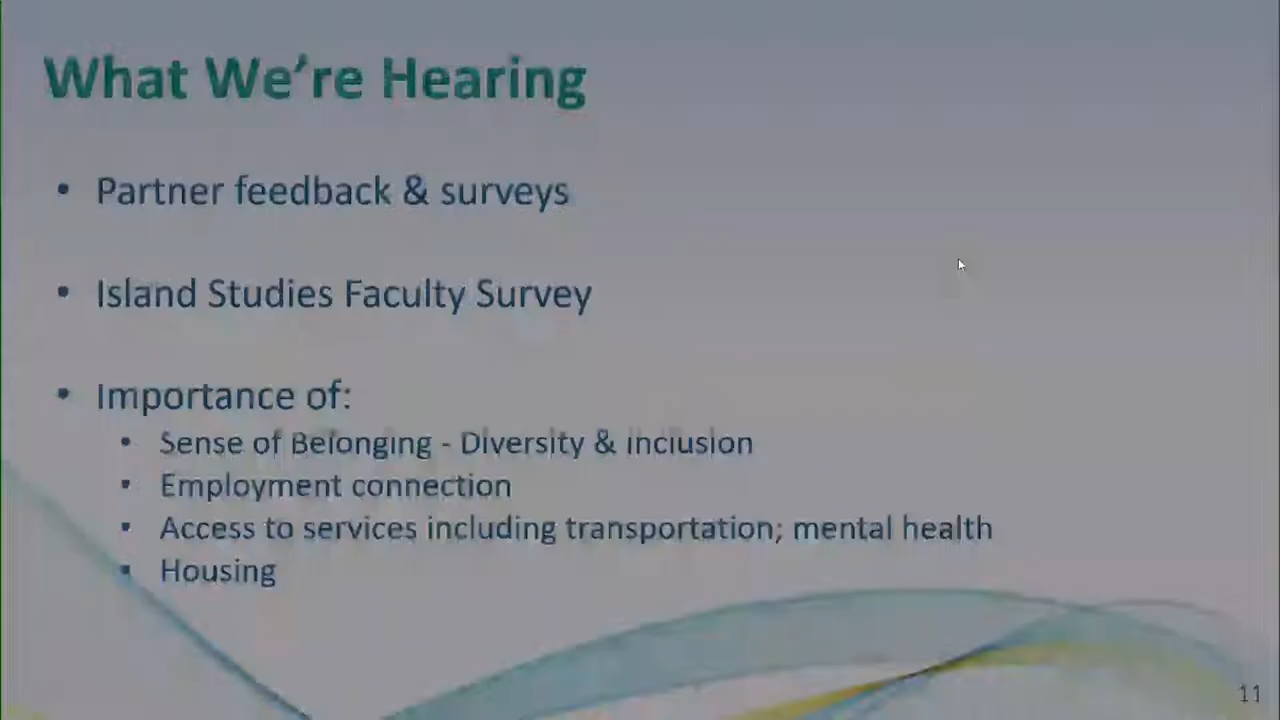 What We're Hearing
• Partner feedback & surveys
• Island Studies Faculty Survey
• Importance of:
• Sense of Belonging - Diversity & inclusion
• Employment connection
• Access to services including transportation; mental health
• Housing
11